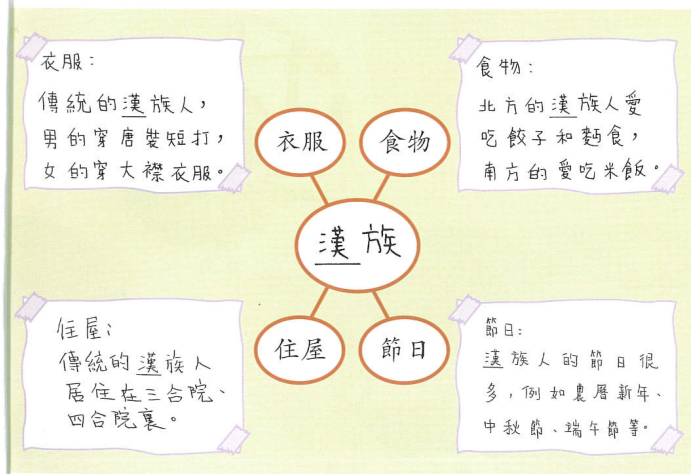 衣服：
傳統的漢族人，
男的穿唐裝短打，
女的穿大襟衣服。
食物：
北方的漢族人愛
吃餃子和麵食，
南方的愛吃米飯。
衣服
食物
漢族
住屋
節日
住屋：
傳統的漢族人
居住在三合院、
四合院裏。
節日：
漢族人的節日很
多，例如農曆新年、
中秋節、端午節等。